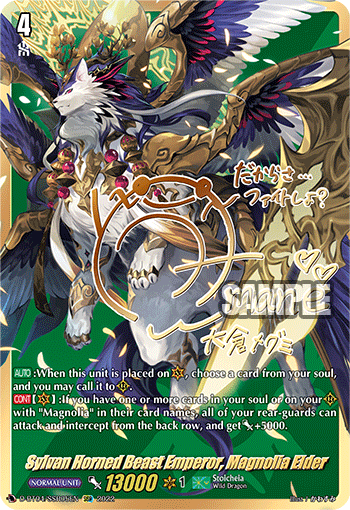 4
だからさ…
ファイトしよ?
SAMPLE
大倉メグミ
AUTO :When this unit is placed on , choose a card from your soul, and you may call it to .
CONT 【 】:If you have one or more cards in your soul or on your
with "Magnolia" in their card names, all of your rear-guards can
attack and intercept from the back row, and get +5000.
Sylvan Horned Beast Emperor, Magnolia Elder
NORMAL UNIT
13000 1
Stoicheia
Wild Dragon
2022